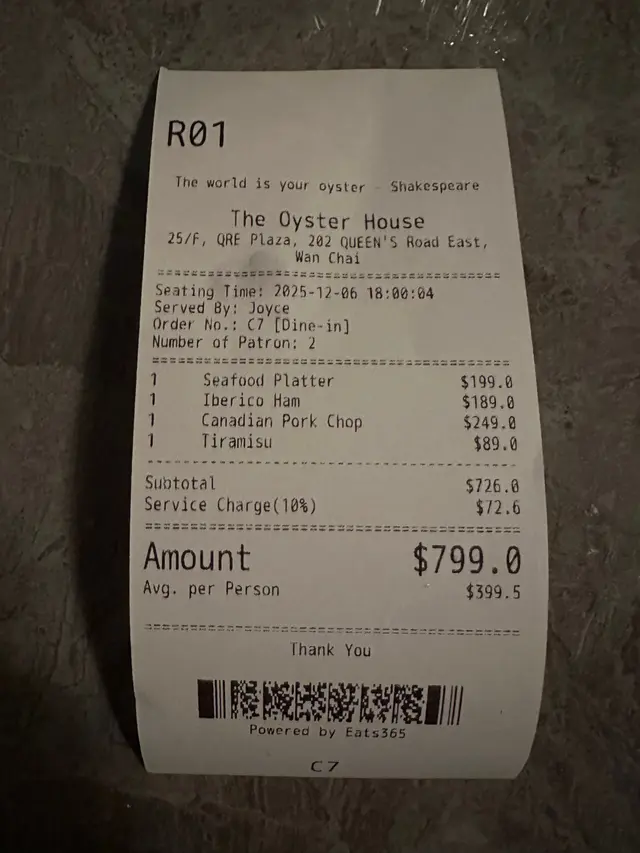 R01
The world is your oyster - Shakespeare
The Oyster House
25/F, QRE Plaza, 202 QUEEN'S Road East,
Wan Chai
Seating Time: 2025-12-06 18:00:04
Served By: Joyce
Order No.: C7 [Dine-in]
Number of Patron: 2
1 Seafood Platter $199.0
1 Iberico Ham $189.0
1 Canadian Pork Chop $249.0
1 Tiramisu $89.0
Subtotal $726.0
Service Charge(10%) $72.6
Amount $799.0
Avg. per Person $399.5
Thank You
Powered by Eats365
C7